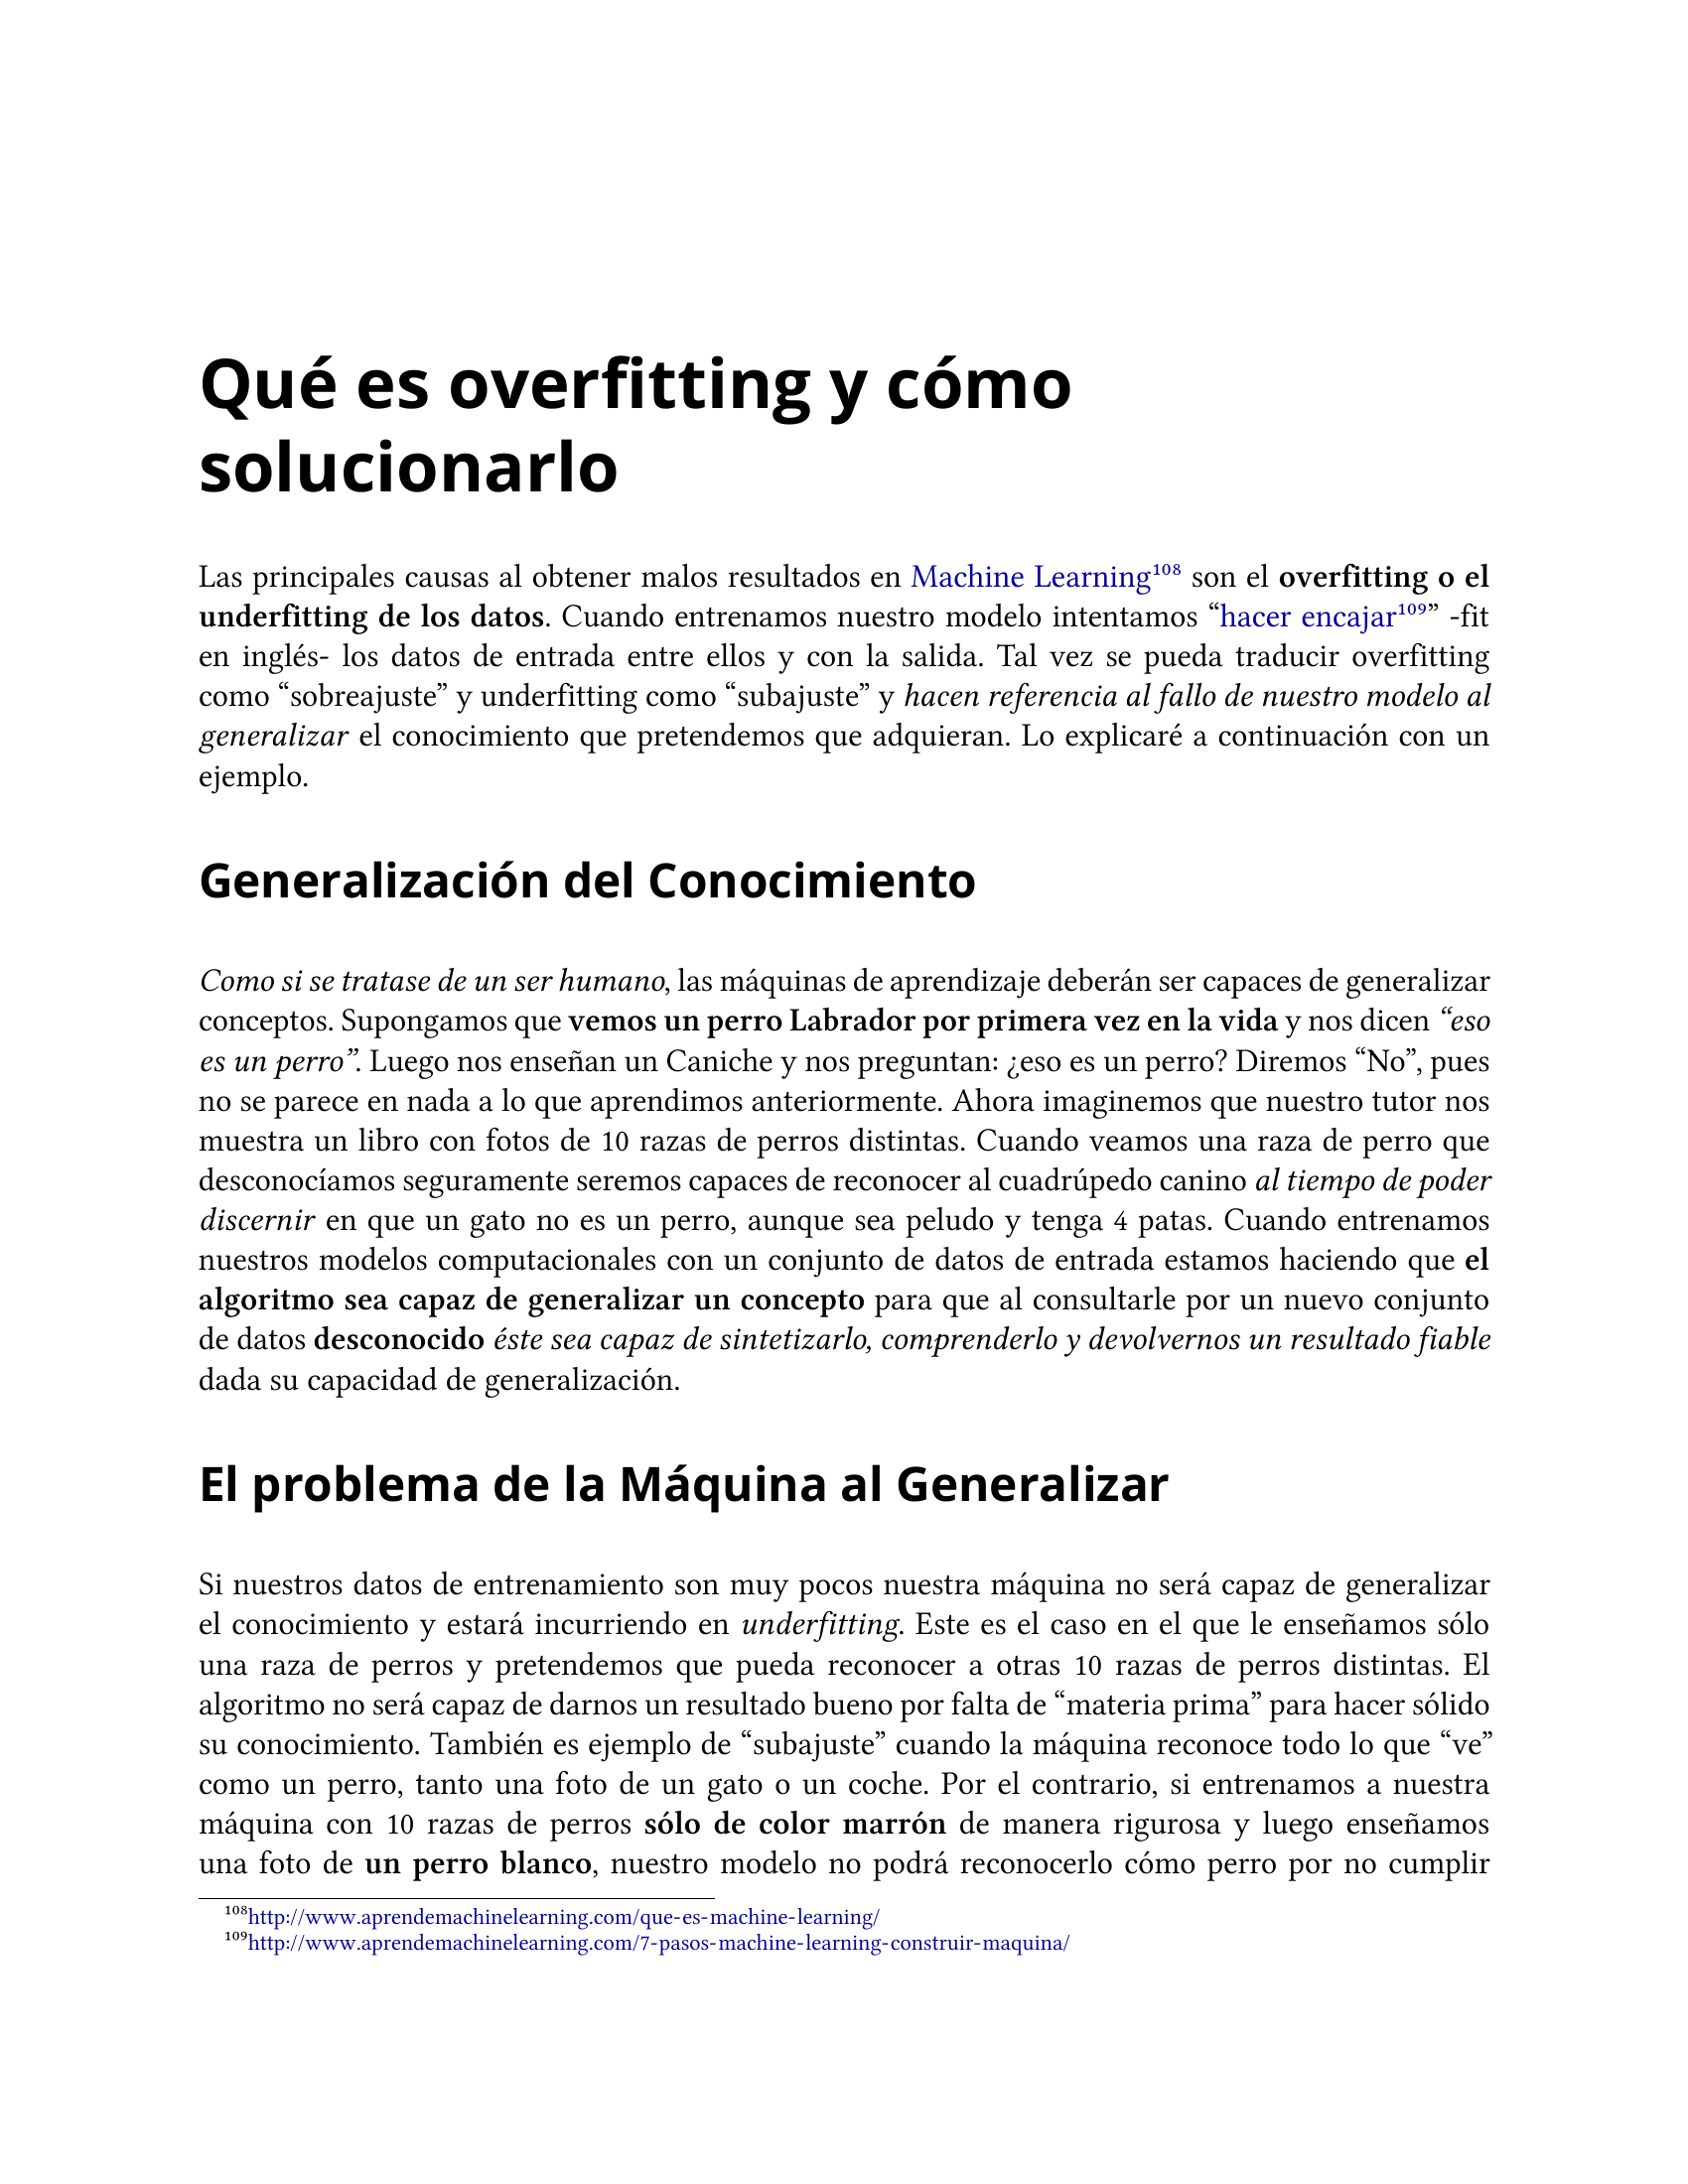 Qué es overfitting y cómo
solucionarlo
Las principales causas al obtener malos resultados en Machine Learning¹⁰⁸ son el overfitting o el
underfitting de los datos. Cuando entrenamos nuestro modelo intentamos “hacer encajar¹⁰⁹” -fit
en inglés- los datos de entrada entre ellos y con la salida. Tal vez se pueda traducir overfitting
como “sobreajuste” y underfitting como “subajuste” y hacen referencia al fallo de nuestro modelo al
generalizar el conocimiento que pretendemos que adquieran. Lo explicaré a continuación con un
ejemplo.
Generalización del Conocimiento
Como si se tratase de un ser humano, las máquinas de aprendizaje deberán ser capaces de generalizar
conceptos. Supongamos que vemos un perro Labrador por primera vez en la vida y nos dicen “eso
es un perro”. Luego nos enseñan un Caniche y nos preguntan: ¿eso es un perro? Diremos “No”, pues
no se parece en nada a lo que aprendimos anteriormente. Ahora imaginemos que nuestro tutor nos
muestra un libro con fotos de 10 razas de perros distintas. Cuando veamos una raza de perro que
desconocíamos seguramente seremos capaces de reconocer al cuadrúpedo canino al tiempo de poder
discernir en que un gato no es un perro, aunque sea peludo y tenga 4 patas. Cuando entrenamos
nuestros modelos computacionales con un conjunto de datos de entrada estamos haciendo que el
algoritmo sea capaz de generalizar un concepto para que al consultarle por un nuevo conjunto
de datos desconocido éste sea capaz de sintetizarlo, comprenderlo y devolvernos un resultado fiable
dada su capacidad de generalización.
El problema de la Máquina al Generalizar
Si nuestros datos de entrenamiento son muy pocos nuestra máquina no será capaz de generalizar
el conocimiento y estará incurriendo en underfitting. Este es el caso en el que le enseñamos sólo
una raza de perros y pretendemos que pueda reconocer a otras 10 razas de perros distintas. El
algoritmo no será capaz de darnos un resultado bueno por falta de “materia prima” para hacer sólido
su conocimiento. También es ejemplo de “subajuste” cuando la máquina reconoce todo lo que “ve”
como un perro, tanto una foto de un gato o un coche. Por el contrario, si entrenamos a nuestra
máquina con 10 razas de perros sólo de color marrón de manera rigurosa y luego enseñamos
una foto de un perro blanco, nuestro modelo no podrá reconocerlo cómo perro por no cumplir
¹⁰⁸http://www.aprendemachinelearning.com/que-es-machine-learning/
¹⁰⁹http://www.aprendemachinelearning.com/7-pasos-machine-learning-construir-maquina/